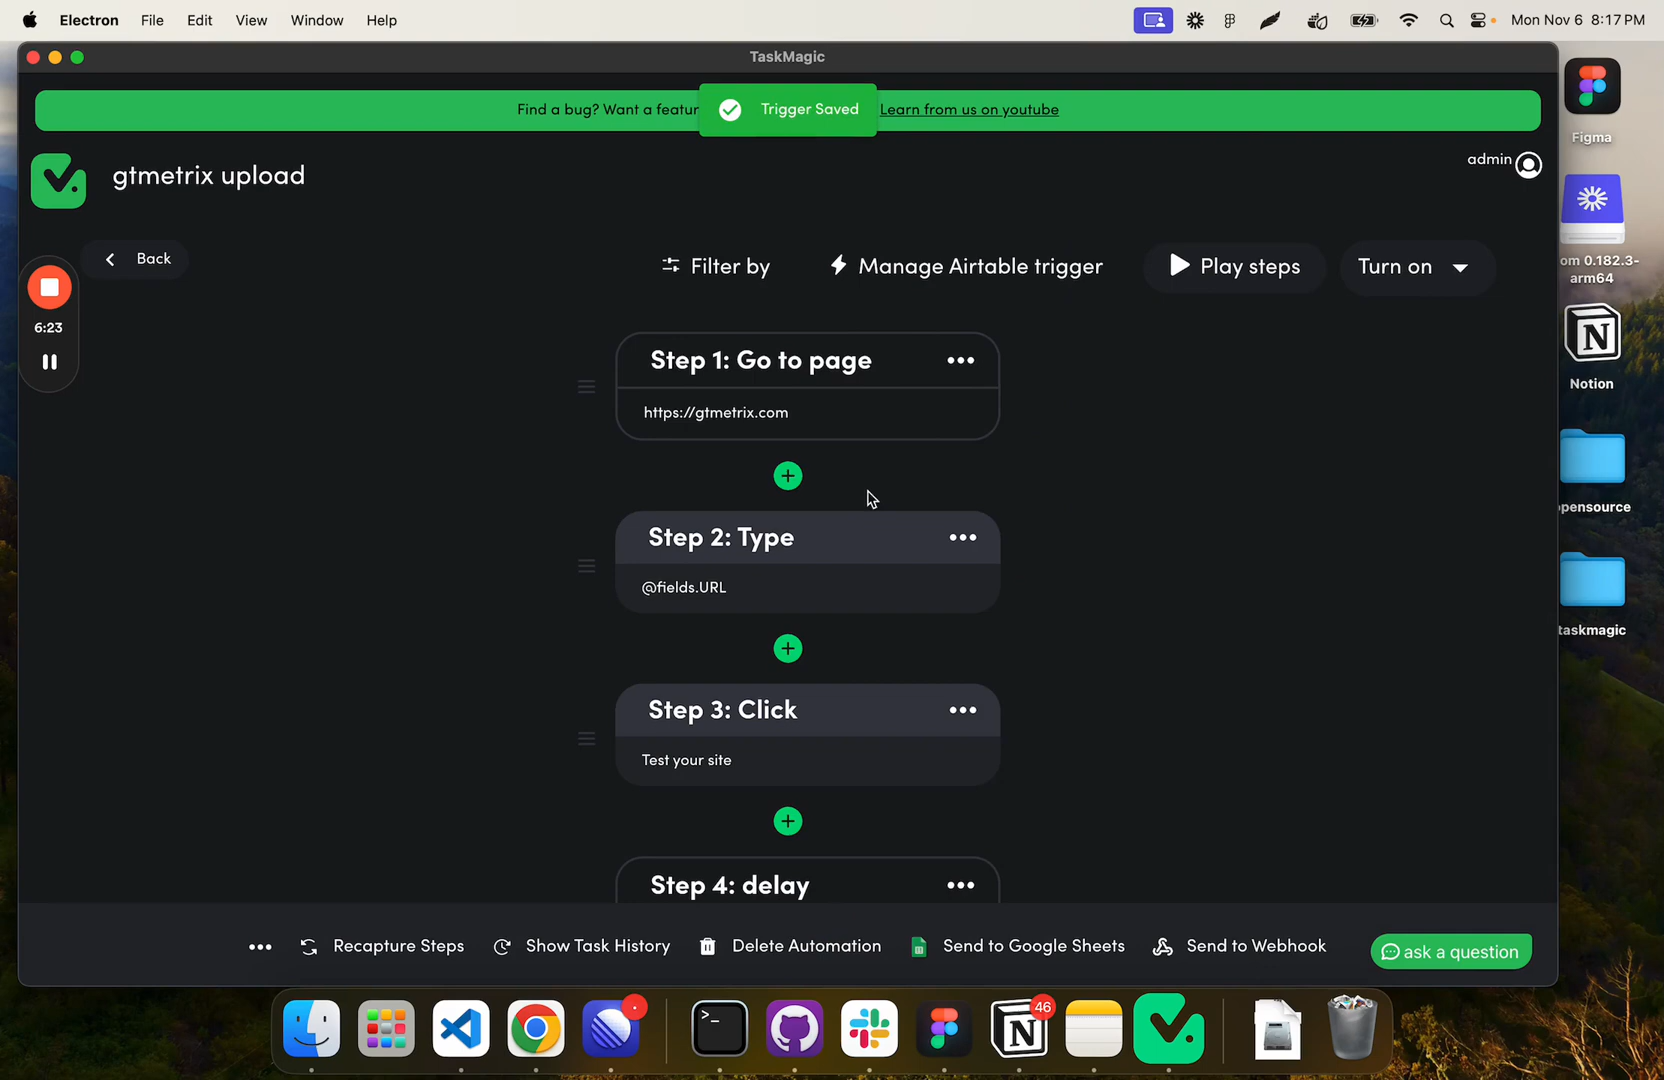 Electron File Edit View Window Help
Mon Nov 6 8:17 PM
TaskMagic
Find a bug? Want a featur
Trigger Saved
Learn from us on youtube
gtmetrix upload
admin
Figma
Back
Filter by
Manage Airtable trigger
Play steps
Turn on
om 0.182.3-
arm64
6:23
Step 1: Go to page
https://gtmetrix.com
Notion
Step 2: Type
@fields.URL
opensource
Step 3: Click
Test your site
taskmagic
Step 4: delay
Recapture Steps
Show Task History
Delete Automation
Send to Google Sheets
Send to Webhook
ask a question
46